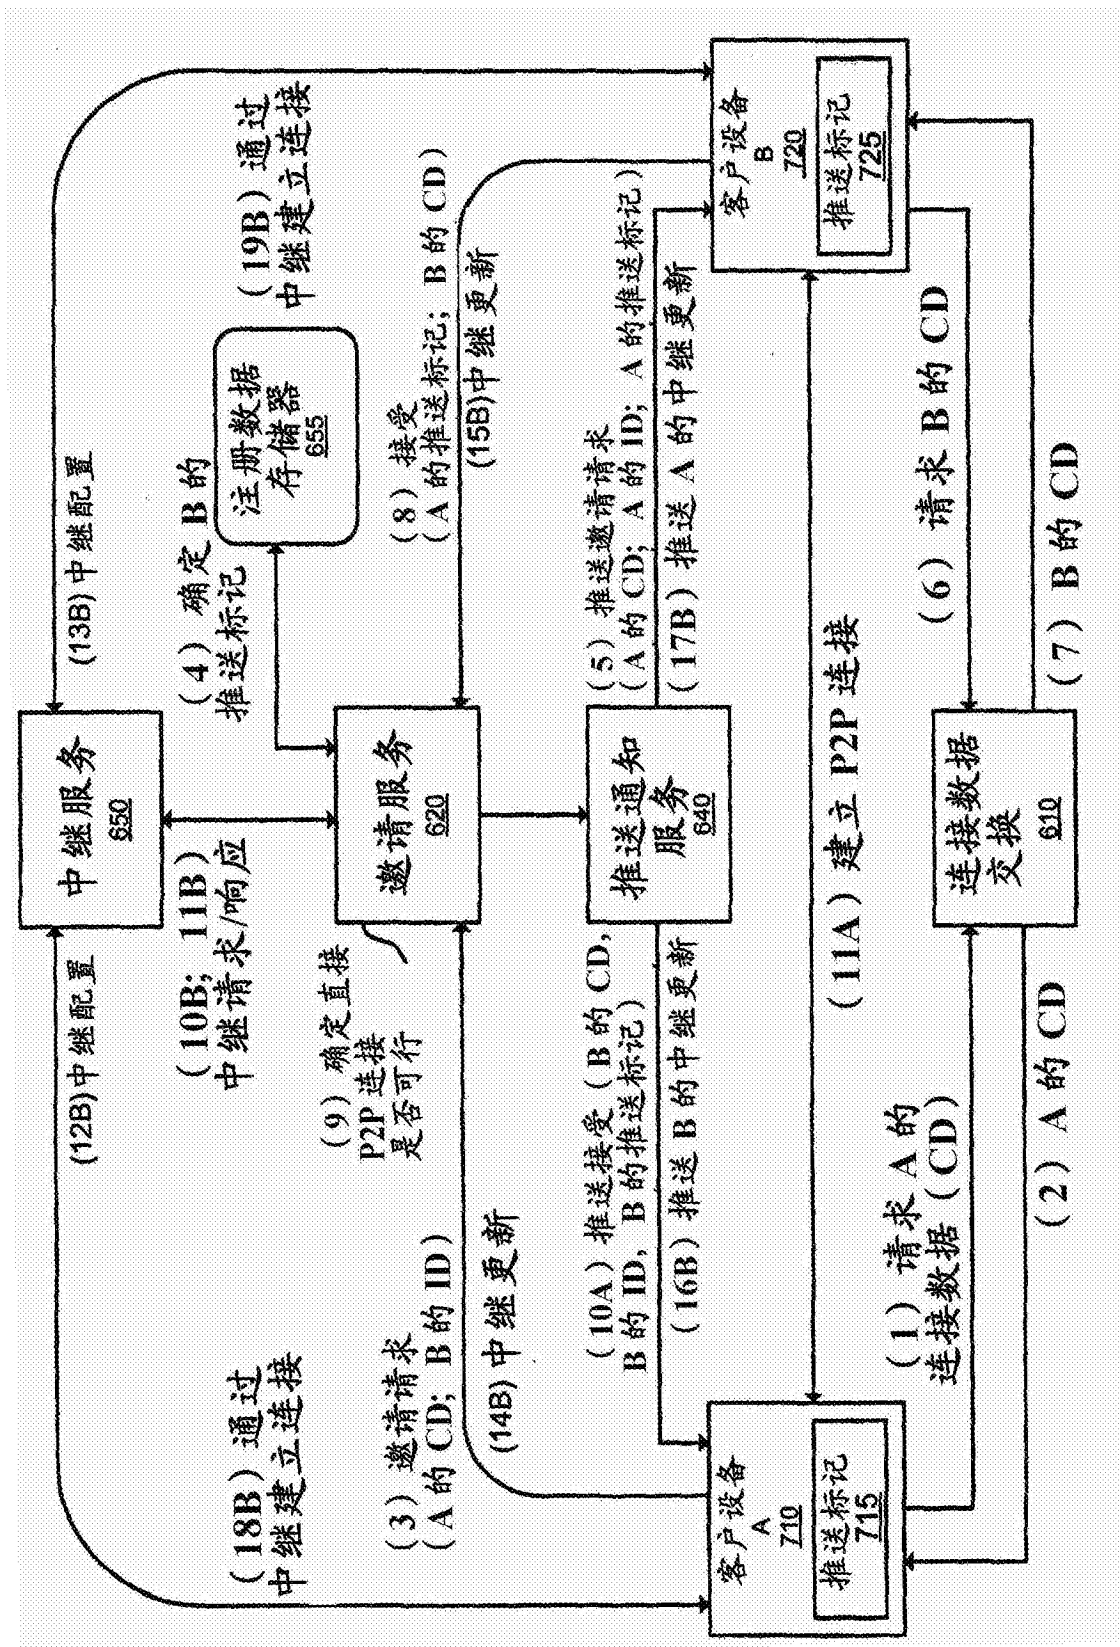 (13B) 中继配置
(19B) 通过
中继建立连接
中继服务
650
(12B)中继配置
(18B) 通过
中继建立连接
(4) 确定 B 的
推送标记
注册数据
存储器
655
(10B; 11B)
中继请求/响应
(9) 确定直接
P2P 连接
是否可行
邀请服务
620
(8) 接受
(A 的推送标记; B 的 CD)
(15B)中继更新
(3) 邀请请求
(A 的 CD; B 的 ID)
(14B) 中继更新
(5) 推送邀请请求
(A 的 CD; A 的 ID; A 的推送标记)
(17B) 推送 A 的中继更新
推送通知
服务
640
(10A) 推送接受 (B 的 CD,
B 的 ID, B 的推送标记)
(16B) 推送 B 的中继更新
客户设备
A
710
推送标记
715
客户设备
B
720
推送标记
725
(11A) 建立 P2P 连接
(1) 请求 A 的
连接数据 (CD)
(2) A 的 CD
连接数据
交换
610
(6) 请求 B 的 CD
(7) B 的 CD